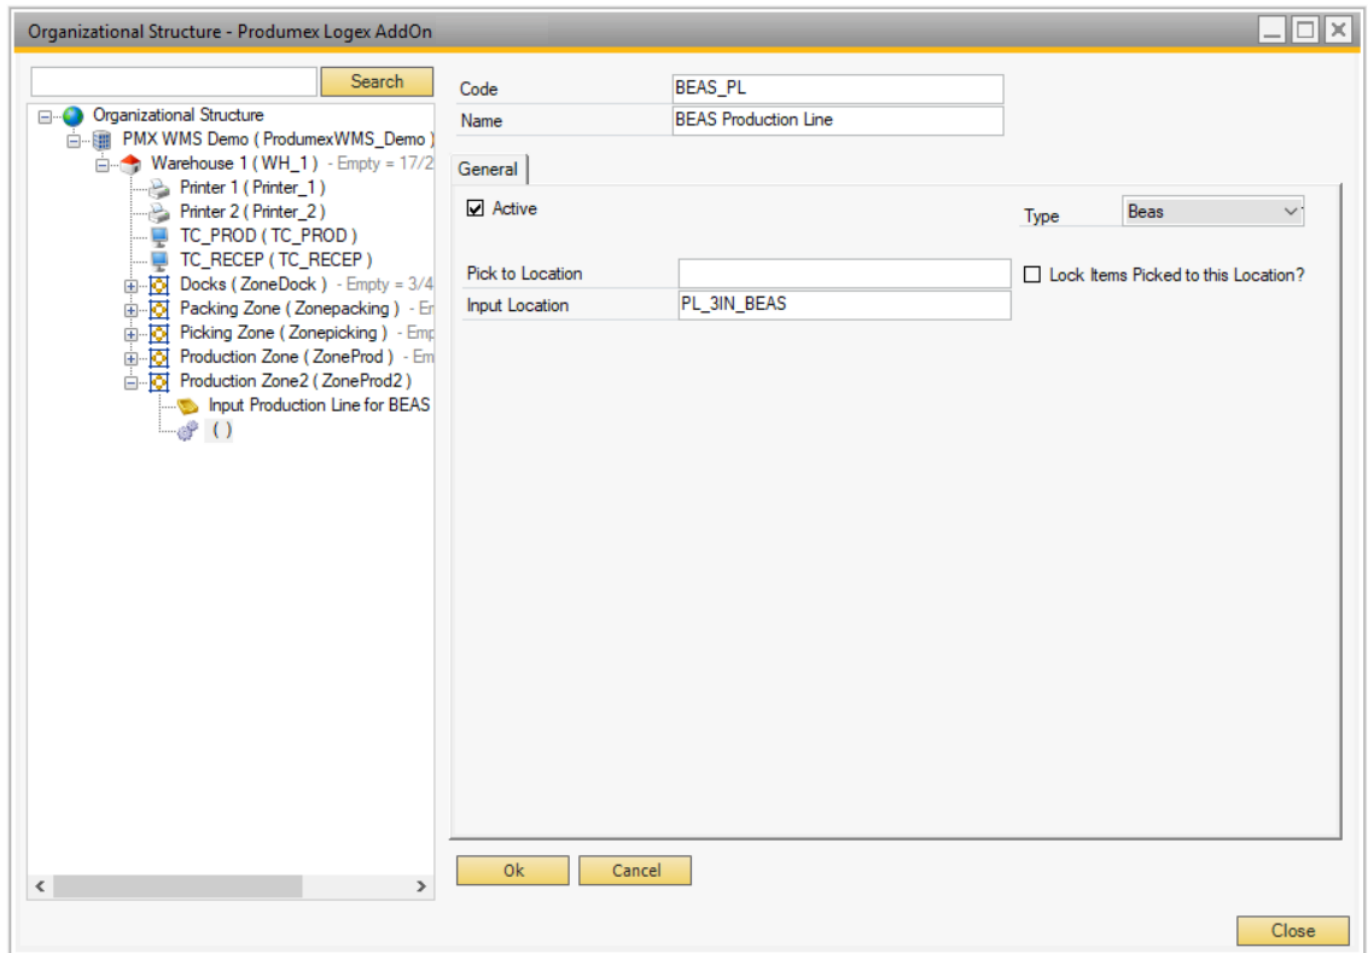 Organizational Structure - Produmex Logex AddOn
Search
Organizational Structure
PMX WMS Demo ( ProdumexWMS_Demo )
Warehouse 1 ( WH_1 ) - Empty = 17/2
Printer 1 ( Printer_1 )
Printer 2 ( Printer_2 )
TC_PROD ( TC_PROD )
TC_RECEP ( TC_RECEP )
Docks ( ZoneDock ) - Empty = 3/4
Packing Zone ( Zonepacking ) - Er
Picking Zone ( Zonepicking ) - Emp
Production Zone ( ZoneProd ) - Em
Production Zone2 ( ZoneProd2 )
Input Production Line for BEAS
( )
Code BEAS_PL
Name BEAS Production Line
General
Active
Type Beas
Pick to Location
Lock Items Picked to this Location?
Input Location PL_3IN_BEAS
Ok Cancel
Close